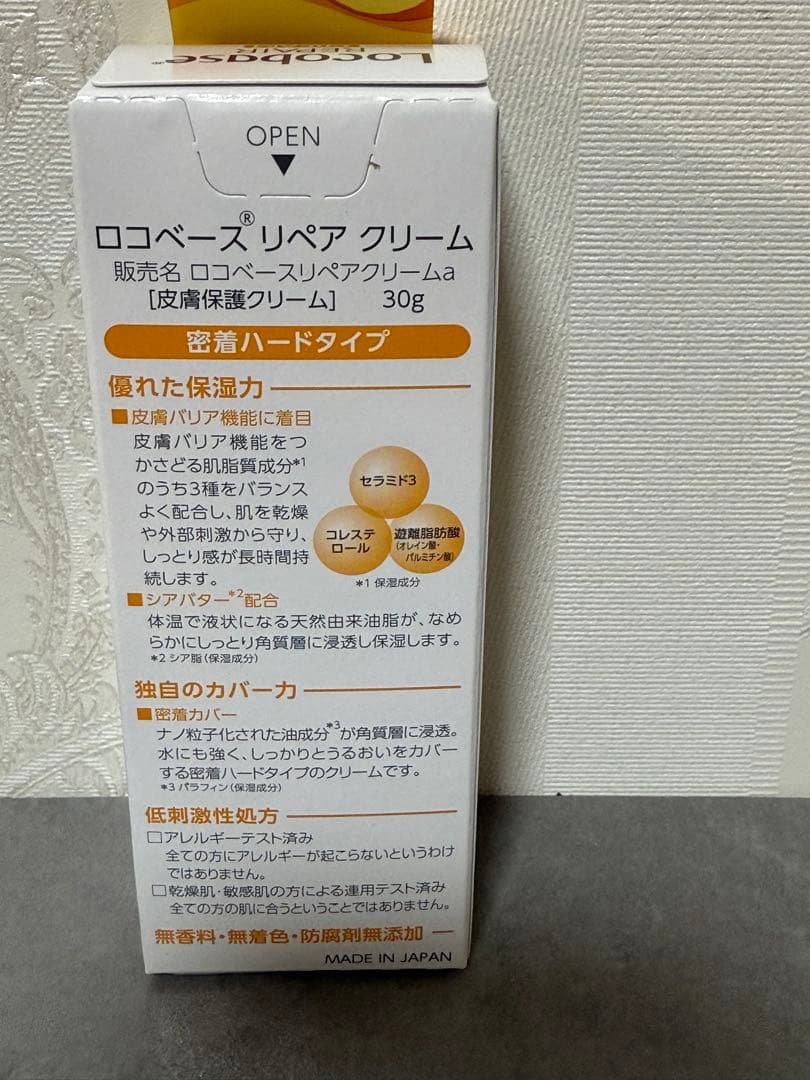 Locobase®
REPAIR
OPEN
ロコベース® リペア クリーム
販売名 ロコベースリペアクリームa
[皮膚保護クリーム] 30g
密着ハードタイプ
優れた保湿力
■皮膚バリア機能に着目
皮膚バリア機能をつ
かさどる肌脂質成分*1
のうち3種をバランス
よく配合し、肌を乾燥
や外部刺激から守り、
しっとり感が長時間持
続します。
セラミド3
コレステ
ロール
遊離脂肪酸
(オレイン酸・
パルミチン酸)
*1 保湿成分
■シアバター*2配合
体温で液状になる天然由来油脂が、なめ
らかにしっとり角質層に浸透し保湿します。
*2 シア脂(保湿成分)
独自のカバー力
■密着カバー
ナノ粒子化された油成分*3が角質層に浸透。
水にも強く、しっかりとうるおいをカバー
する密着ハードタイプのクリームです。
*3 パラフィン(保湿成分)
低刺激性処方
□アレルギーテスト済み
全ての方にアレルギーが起こらないというわけ
ではありません。
□乾燥肌・敏感肌の方による連用テスト済み
全ての方の肌に合うということではありません。
無香料・無着色・防腐剤無添加
MADE IN JAPAN